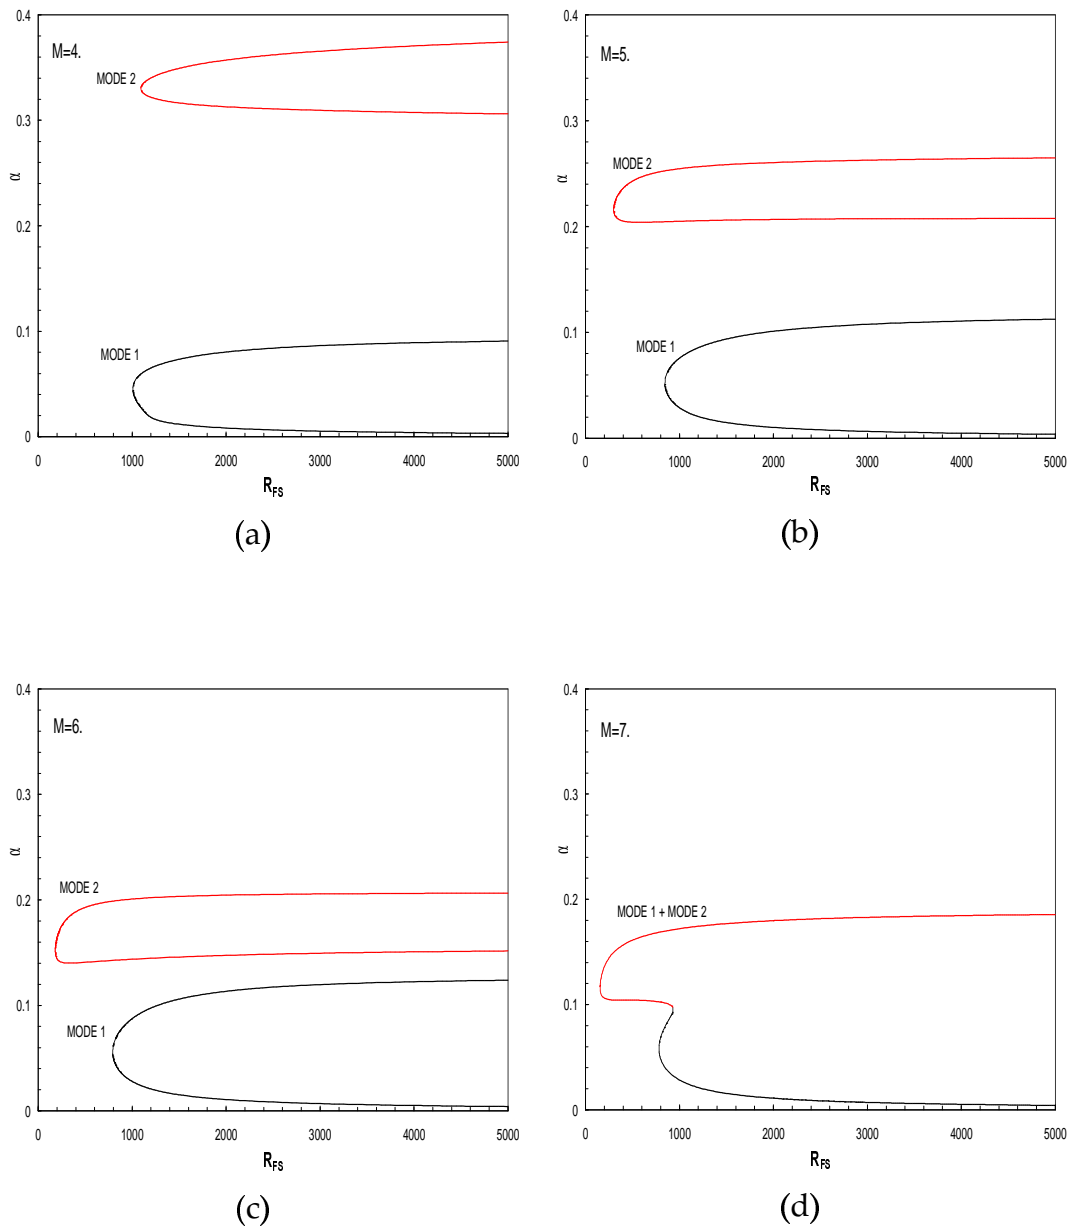 0.4
M=4.
MODE 2
0.3
α
0.2
0.1
MODE 1
0
0 1000 2000 3000 4000 5000
R_FS
(a)
0.4
M=5.
0.3
MODE 2
α
0.2
0.1
MODE 1
0
0 1000 2000 3000 4000 5000
R_FS
(b)
0.4
M=6.
0.3
α
0.2
MODE 2
0.1
MODE 1
0
0 1000 2000 3000 4000 5000
R_FS
(c)
0.4
M=7.
0.3
α
0.2
MODE 1 + MODE 2
0.1
0
0 1000 2000 3000 4000 5000
R_FS
(d)